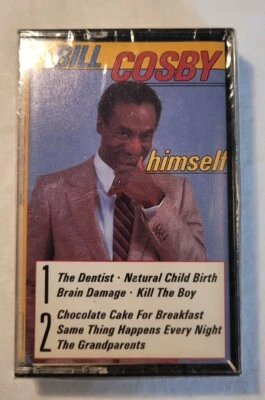 BILL COSBY
himself
1
The Dentist · Natural Child Birth
Brain Damage · Kill The Boy
2
Chocolate Cake For Breakfast
Same Thing Happens Every Night
The Grandparents